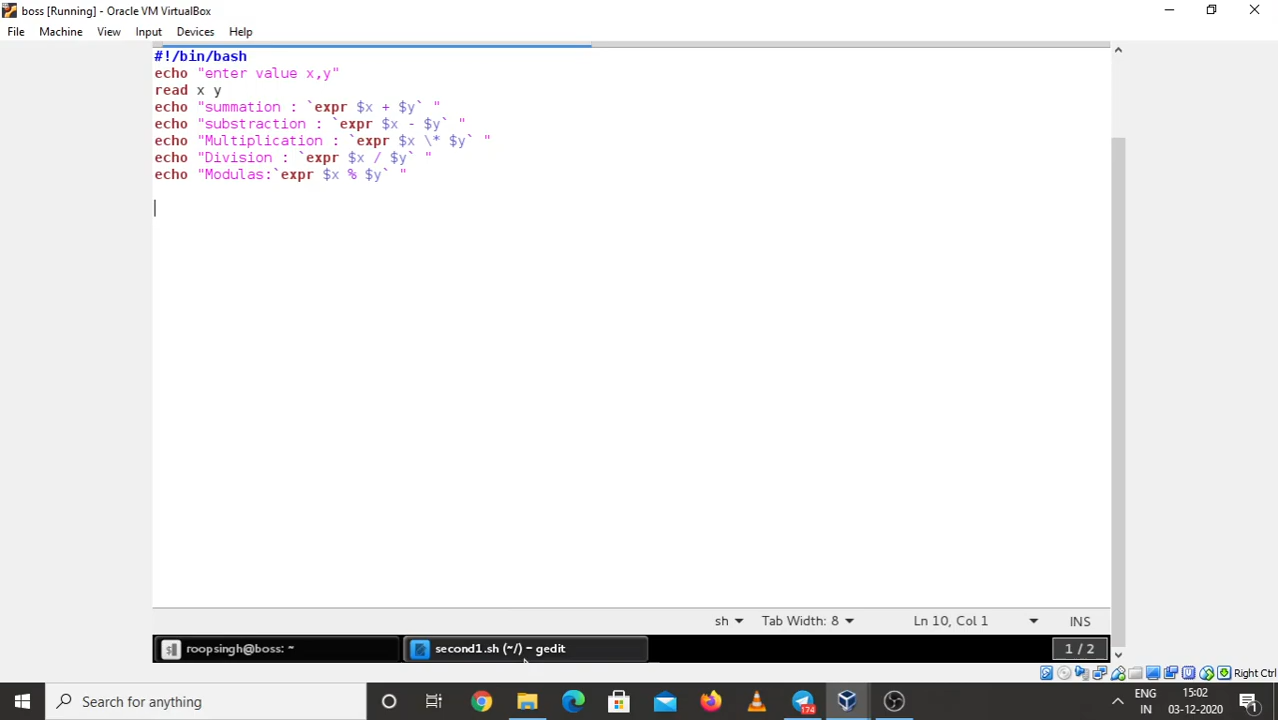 boss [Running] - Oracle VM VirtualBox
File Machine View Input Devices Help
#!/bin/bash
echo "enter value x,y"
read x y
echo "summation : `expr $x + $y` "
echo "substraction : `expr $x - $y` "
echo "Multiplication : `expr $x \* $y` "
echo "Division : `expr $x / $y` "
echo "Modulas:`expr $x % $y` "
sh Tab Width: 8 Ln 10, Col 1 INS
roopsingh@boss: ~ second1.sh (~/) - gedit 1 / 2
Right Ctrl
Search for anything 174 ENG IN 15:02 03-12-2020 1